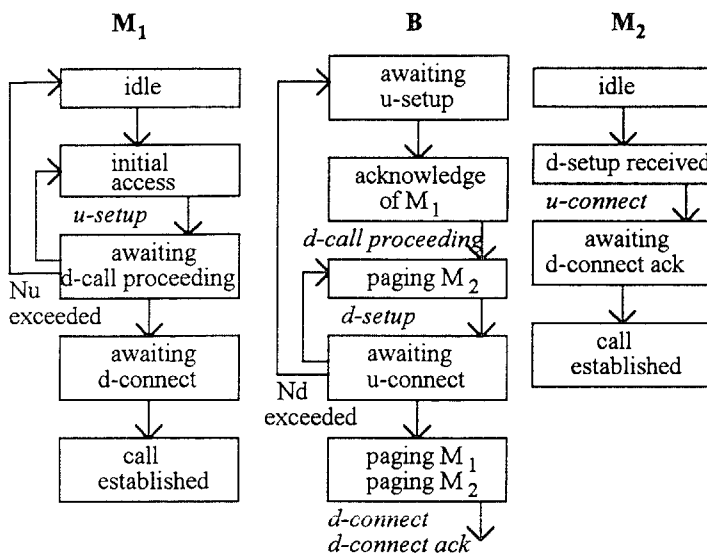 M₁
idle
initial
access
u-setup
awaiting
d-call proceeding
Nu
exceeded
awaiting
d-connect
call
established
B
awaiting
u-setup
acknowledge
of M₁
d-call proceeding
paging M₂
d-setup
awaiting
u-connect
Nd
exceeded
paging M₁
paging M₂
d-connect
d-connect ack
M₂
idle
d-setup received
u-connect
awaiting
d-connect ack
call
established